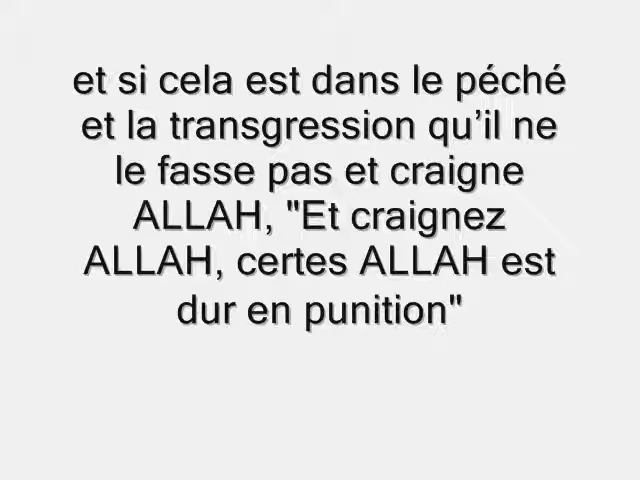 et si cela est dans le péché
et la transgression qu’il ne
le fasse pas et craigne
ALLAH, "Et craignez
ALLAH, certes ALLAH est
dur en punition"